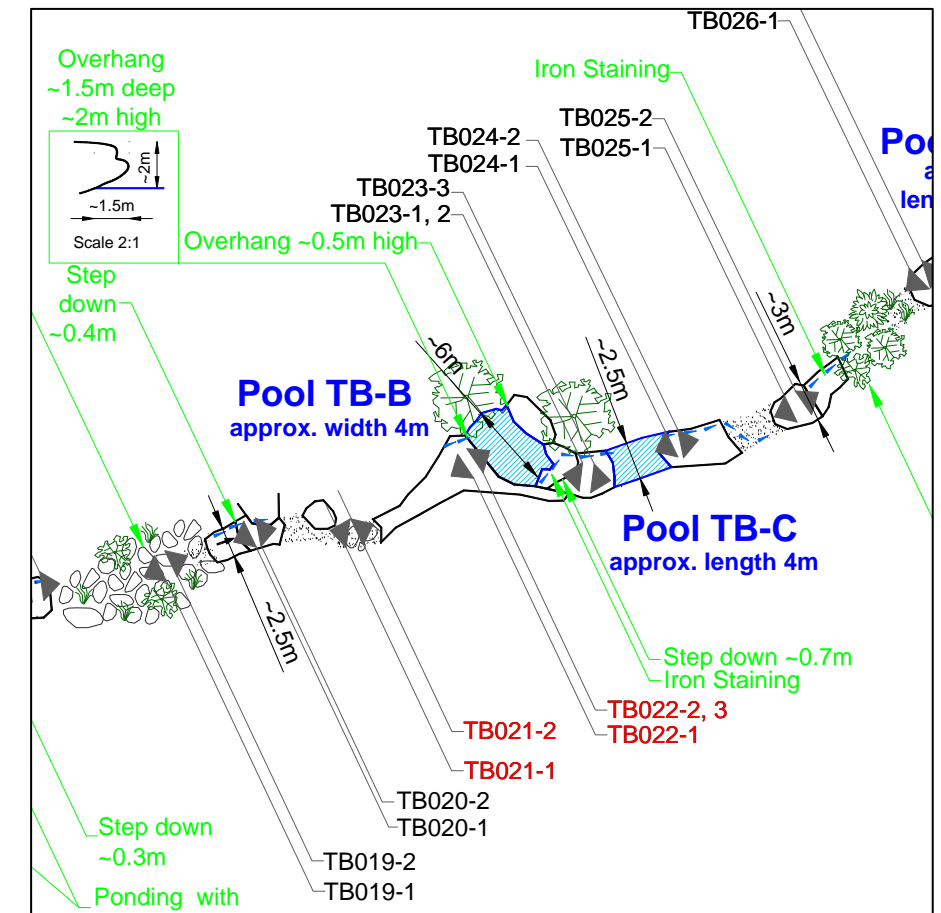 TB026-1
Overhang
~1.5m deep
~2m high
~2m
~1.5m
Scale 2:1
Iron Staining
TB025-2
TB025-1
TB024-2
TB024-1
TB023-3
TB023-1, 2
Overhang ~0.5m high
Step
down
~0.4m
~6m
~2.5m
~3m
Pool TB-B
approx. width 4m
Pool TB-C
approx. length 4m
~2.5m
Step down ~0.7m
Iron Staining
TB022-2, 3
TB022-1
TB021-2
TB021-1
TB020-2
TB020-1
Step down
~0.3m
TB019-2
TB019-1
Ponding with